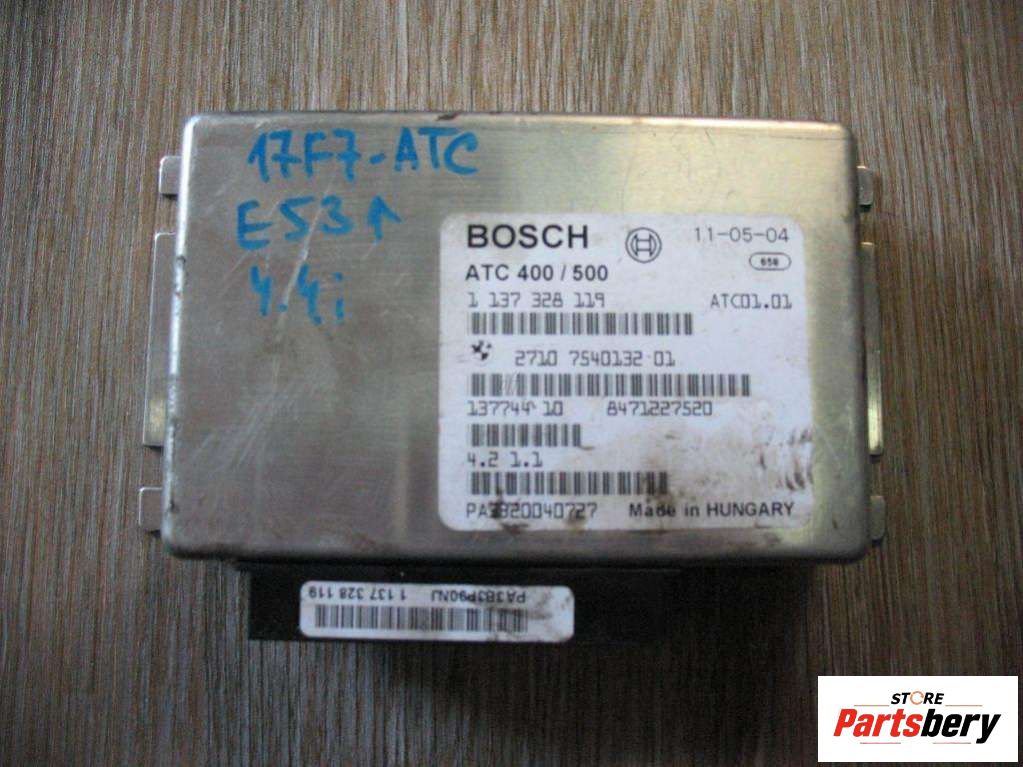 17F7-ATC
E53↑
4.4i
BOSCH 11-05-04
658
ATC 400 / 500
1 137 328 119 ATC01.01
2710 7540132 01
137744 10 8471227520
4.2 1.1
Made in HUNGARY
1 137 328 119
STORE
Partsbery